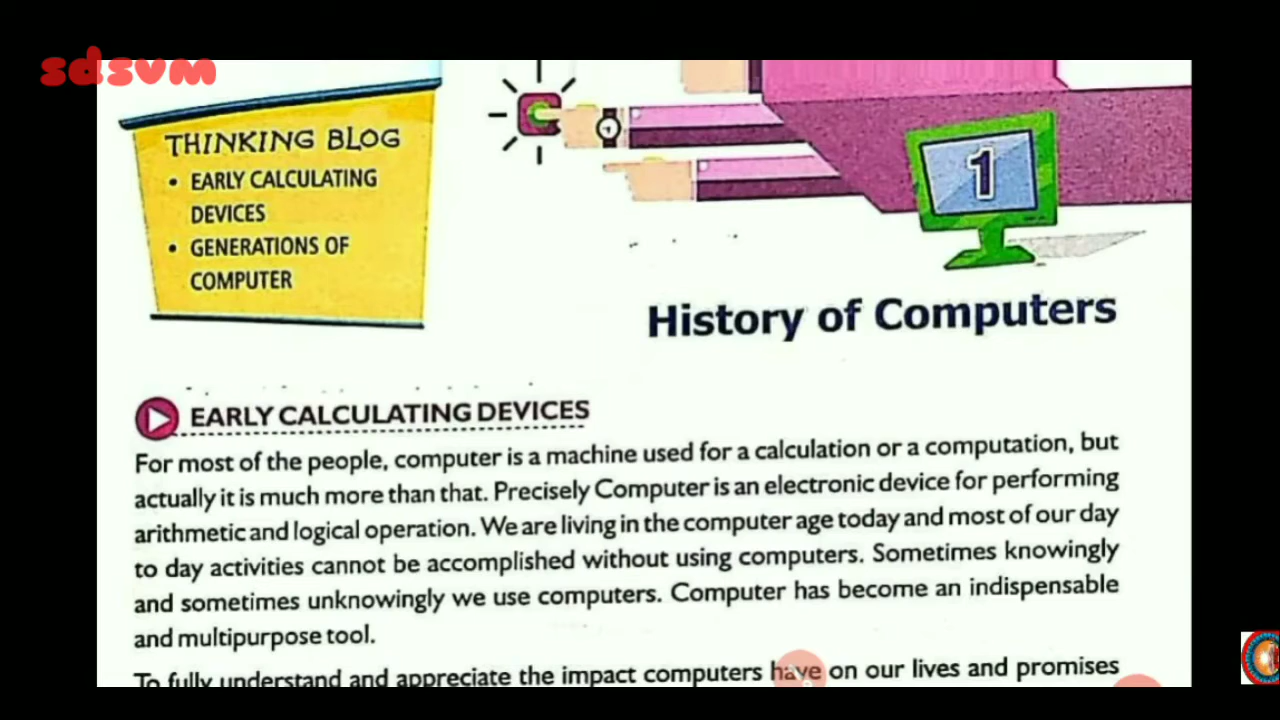 sdsvm
THINKING BLOG
• EARLY CALCULATING
DEVICES
• GENERATIONS OF
COMPUTER
1
History of Computers
EARLY CALCULATING DEVICES
For most of the people, computer is a machine used for a calculation or a computation, but
actually it is much more than that. Precisely Computer is an electronic device for performing
arithmetic and logical operation. We are living in the computer age today and most of our day
to day activities cannot be accomplished without using computers. Sometimes knowingly
and sometimes unknowingly we use computers. Computer has become an indispensable
and multipurpose tool.
To fully understand and appreciate the impact computers have on our lives and promises